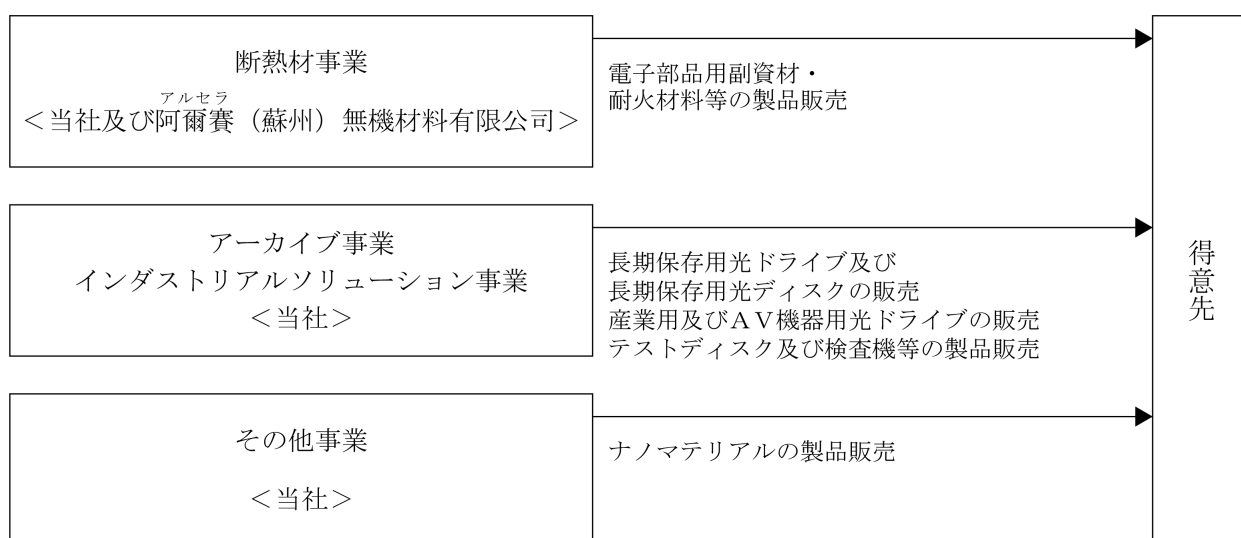 断熱材事業
アルセラ
＜当社及び阿爾賽（蘇州）無機材料有限公司＞
電子部品用副資材・
耐火材料等の製品販売
アーカイブ事業
インダストリアルソリューション事業
＜当社＞
長期保存用光ドライブ及び
長期保存用光ディスクの販売
産業用及びＡＶ機器用光ドライブの販売
テストディスク及び検査機等の製品販売
その他事業
＜当社＞
ナノマテリアルの製品販売
得意先